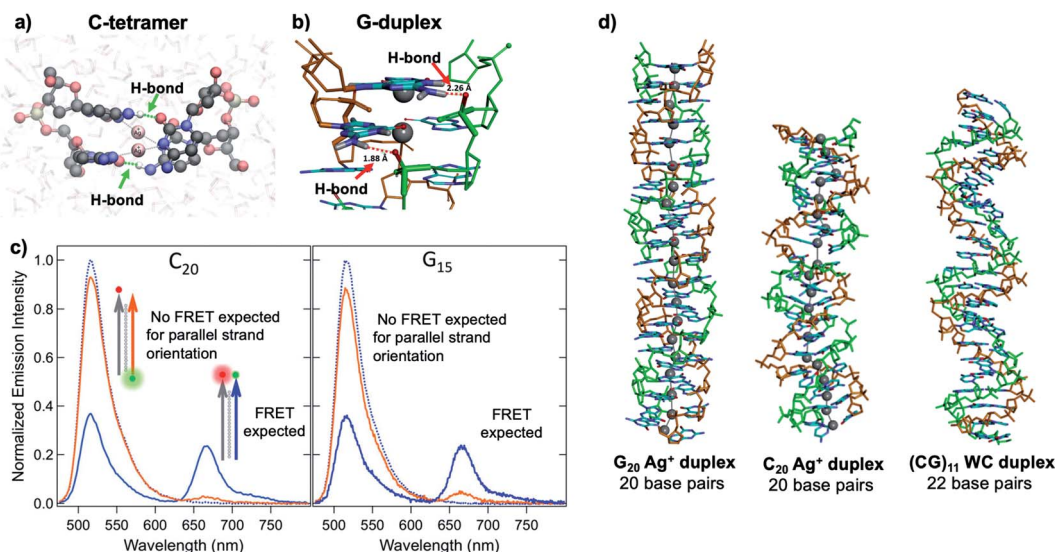 a)
C-tetramer
H-bond
H-bond
b)
G-duplex
H-bond
2.26 Å
1.88 Å
H-bond
c)
Normalized Emission Intensity
1.0
0.8
0.6
0.4
0.2
0.0
C20
No FRET expected
for parallel strand
orientation
FRET
expected
500 550 600 650 700 750
Wavelength (nm)
G15
No FRET expected
for parallel strand
orientation
FRET
expected
500 550 600 650 700 750
Wavelength (nm)
d)
G20 Ag+ duplex
20 base pairs
C20 Ag+ duplex
20 base pairs
(CG)11 WC duplex
22 base pairs